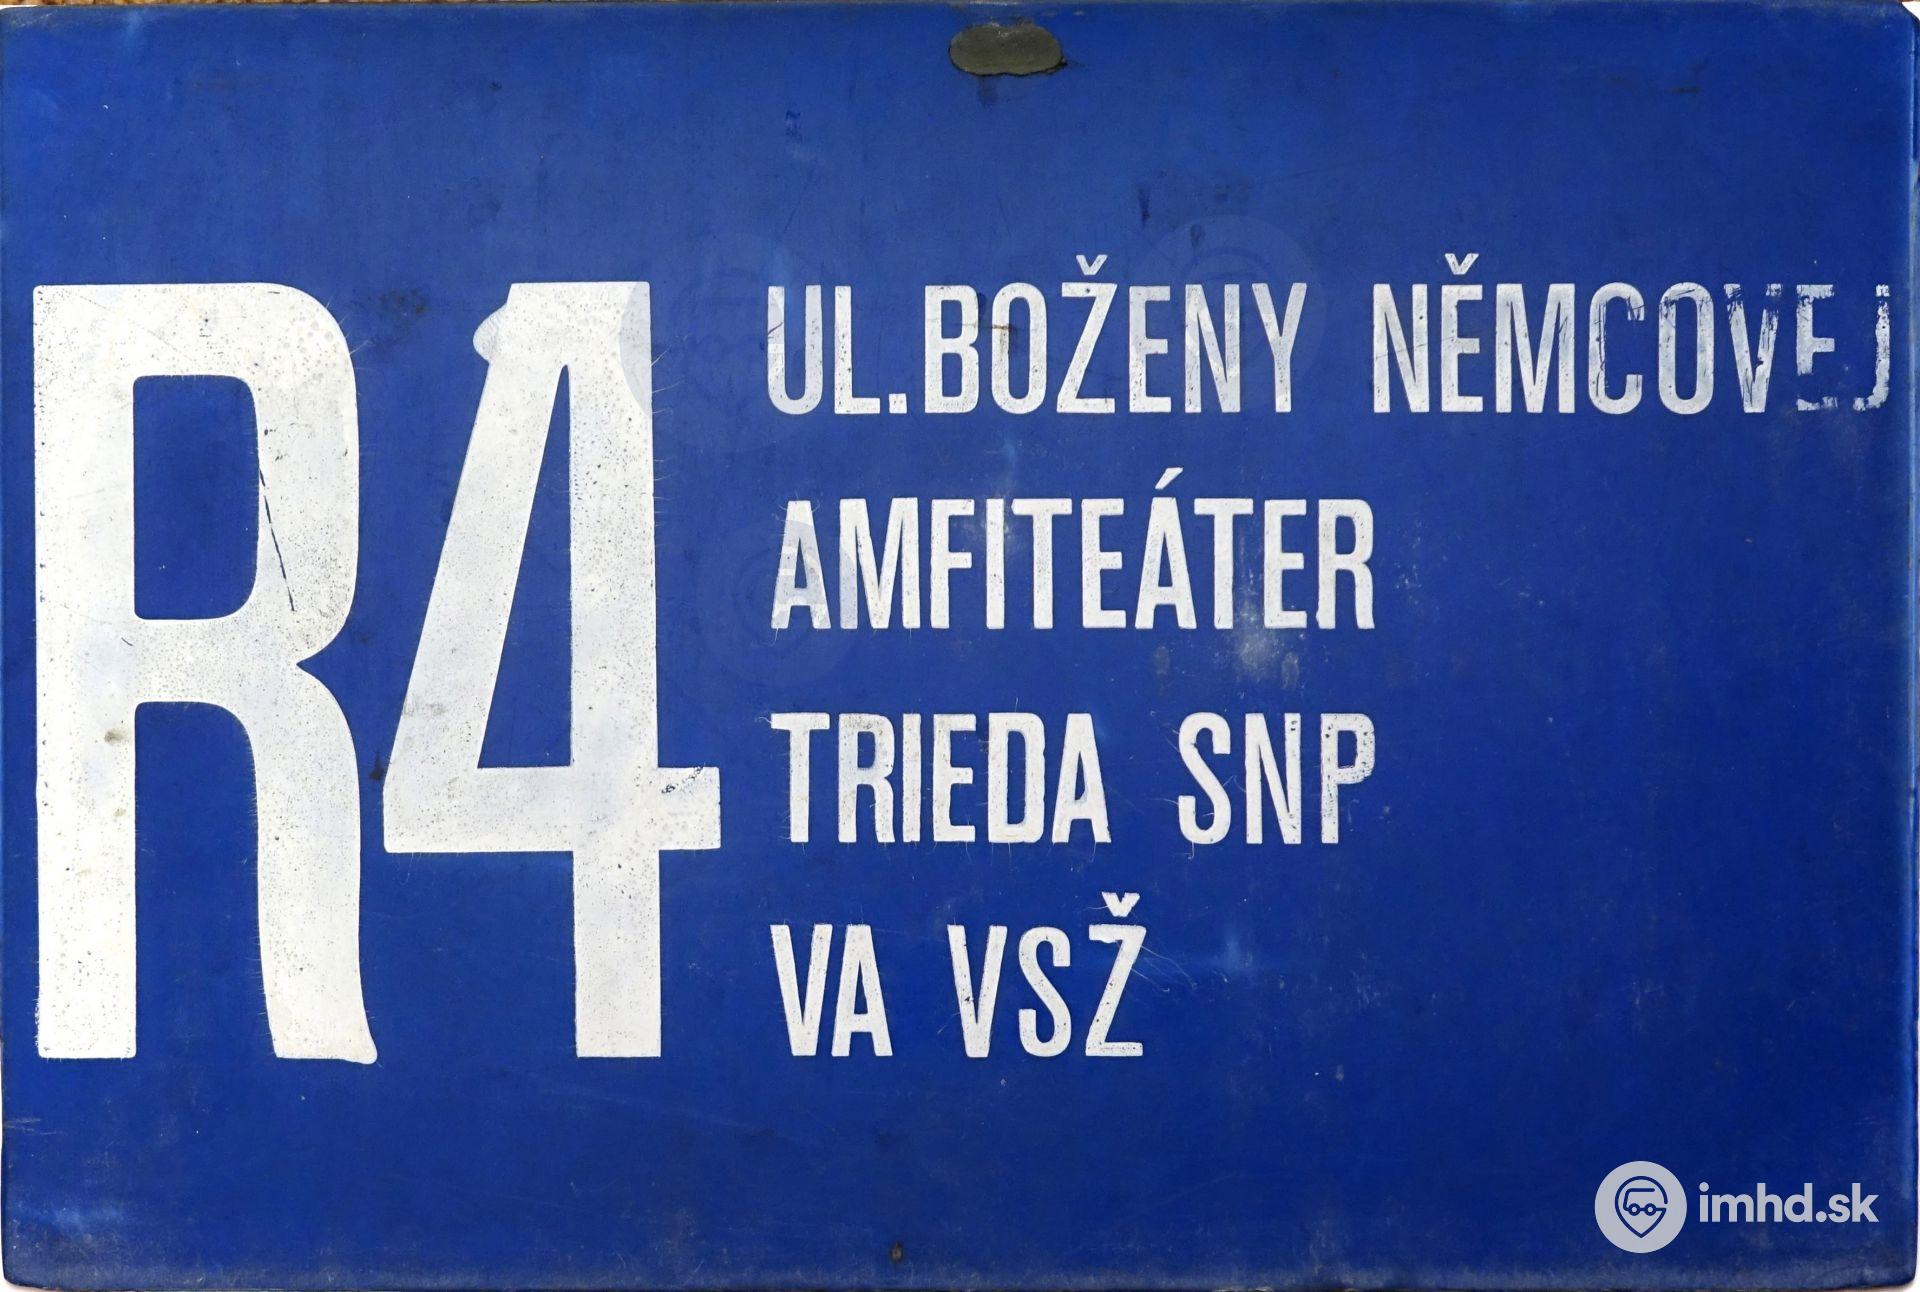 R4
UL.BOŽENY NĚMCOVEJ
AMFITEÁTER
TRIEDA SNP
VA VSŽ
imhd.sk